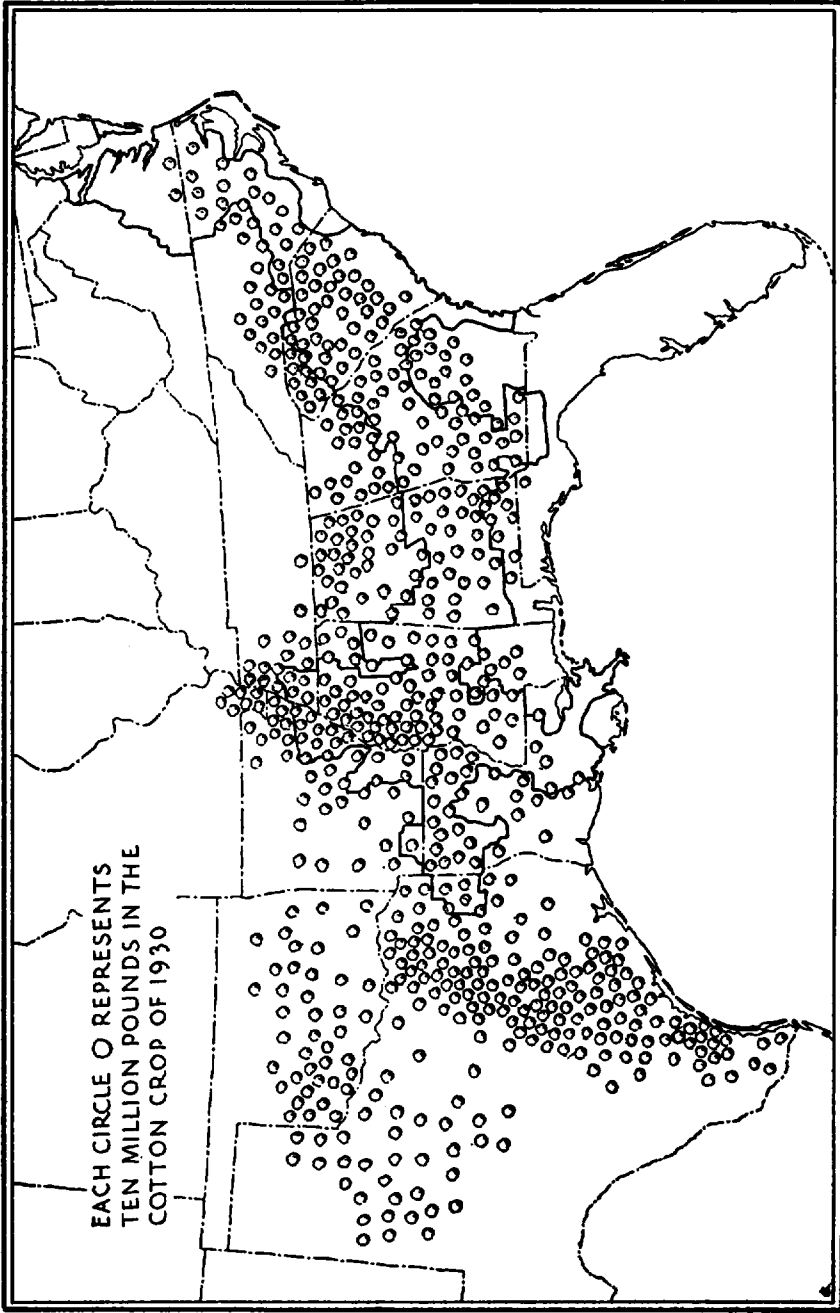 EACH CIRCLE O REPRESENTS
TEN MILLION POUNDS IN THE
COTTON CROP OF 1930